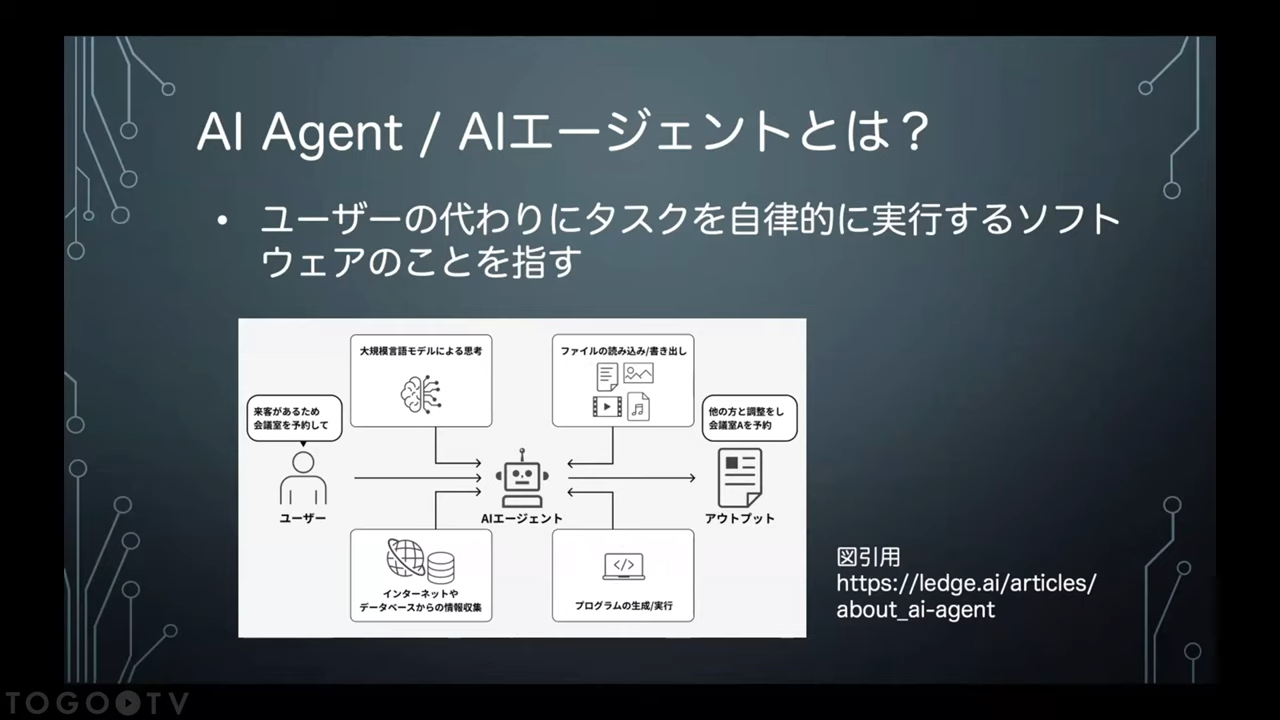 AI Agent / AIエージェントとは？
• ユーザーの代わりにタスクを自律的に実行するソフト
ウェアのことを指す
大規模言語モデルによる思考
ファイルの読み込み/書き出し
来客があるため
会議室を予約して
他の方と調整をし
会議室Aを予約
ユーザー
AIエージェント
アウトプット
</>
インターネットや
データベースからの情報収集
プログラムの生成/実行
図引用
https://ledge.ai/articles/
about_ai-agent
TOGO TV